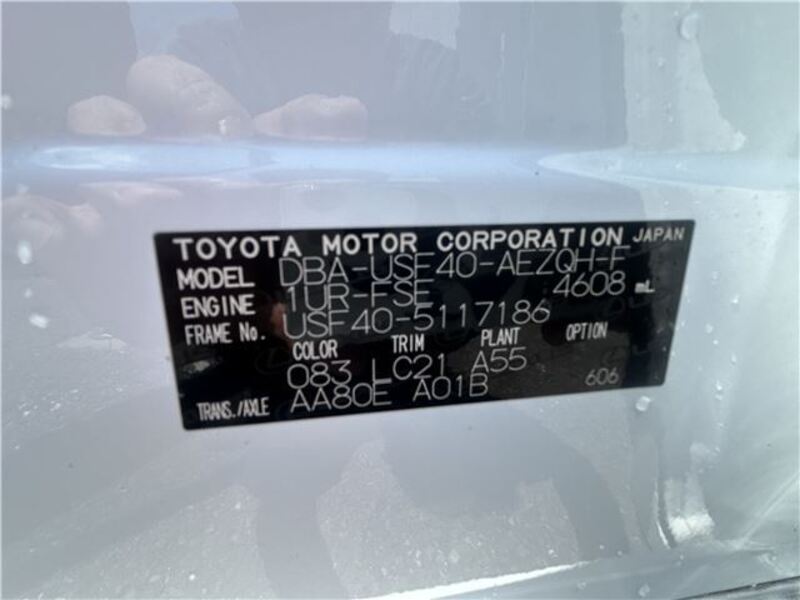 TOYOTA MOTOR CORPORATION JAPAN
MODEL DBA-USF40-AEZQH-F
ENGINE 1UR-FSE 4608 mL
FRAME No. USF40-5117186
COLOR TRIM PLANT OPTION
083 LC21 A55
TRANS./AXLE AA80E A01B 606